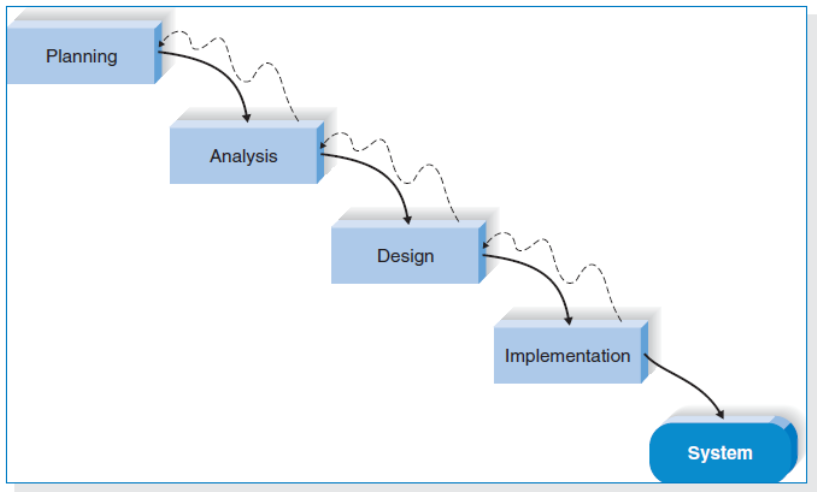 Planning
Analysis
Design
Implementation
System